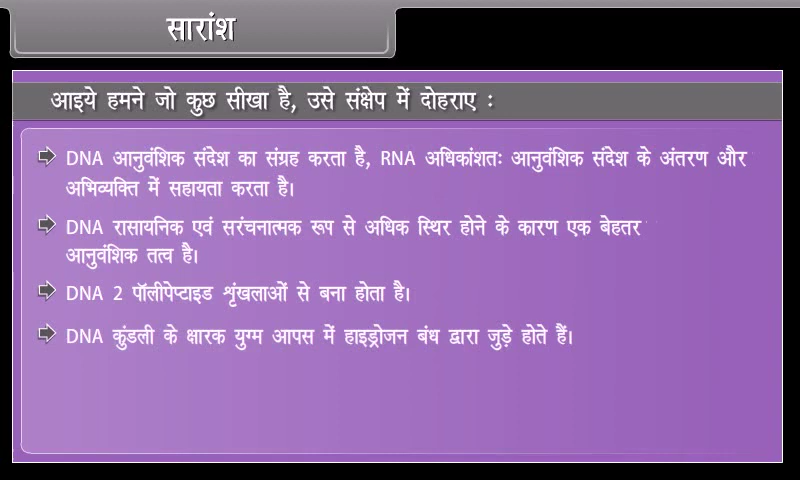 सारांश
आइये हमने जो कुछ सीखा है, उसे संक्षेप में दोहराए :
DNA आनुवंशिक संदेश का संग्रह करता है, RNA अधिकांशतः आनुवंशिक संदेश के अंतरण और
अभिव्यक्ति में सहायता करता है।
DNA रासायनिक एवं सरंचनात्मक रूप से अधिक स्थिर होने के कारण एक बेहतर
आनुवंशिक तत्व है।
DNA 2 पॉलीपेप्टाइड शृंखलाओं से बना होता है।
DNA कुंडली के क्षारक युग्म आपस में हाइड्रोजन बंध द्वारा जुड़े होते हैं।